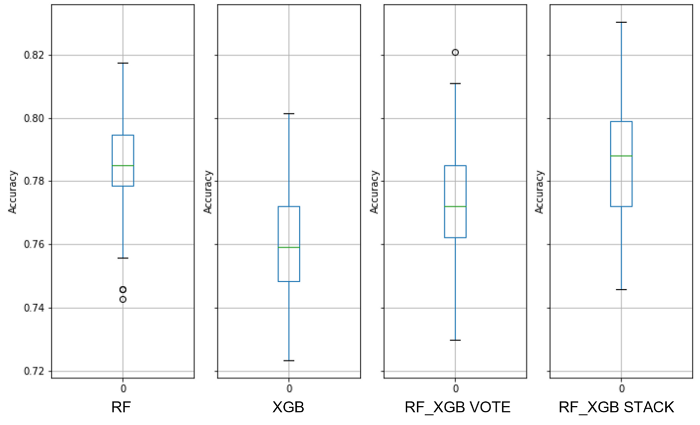 Accuracy
0.82
0.80
0.78
0.76
0.74
0.72
0
RF
Accuracy
0
XGB
Accuracy
0
RF_XGB VOTE
Accuracy
0
RF_XGB STACK